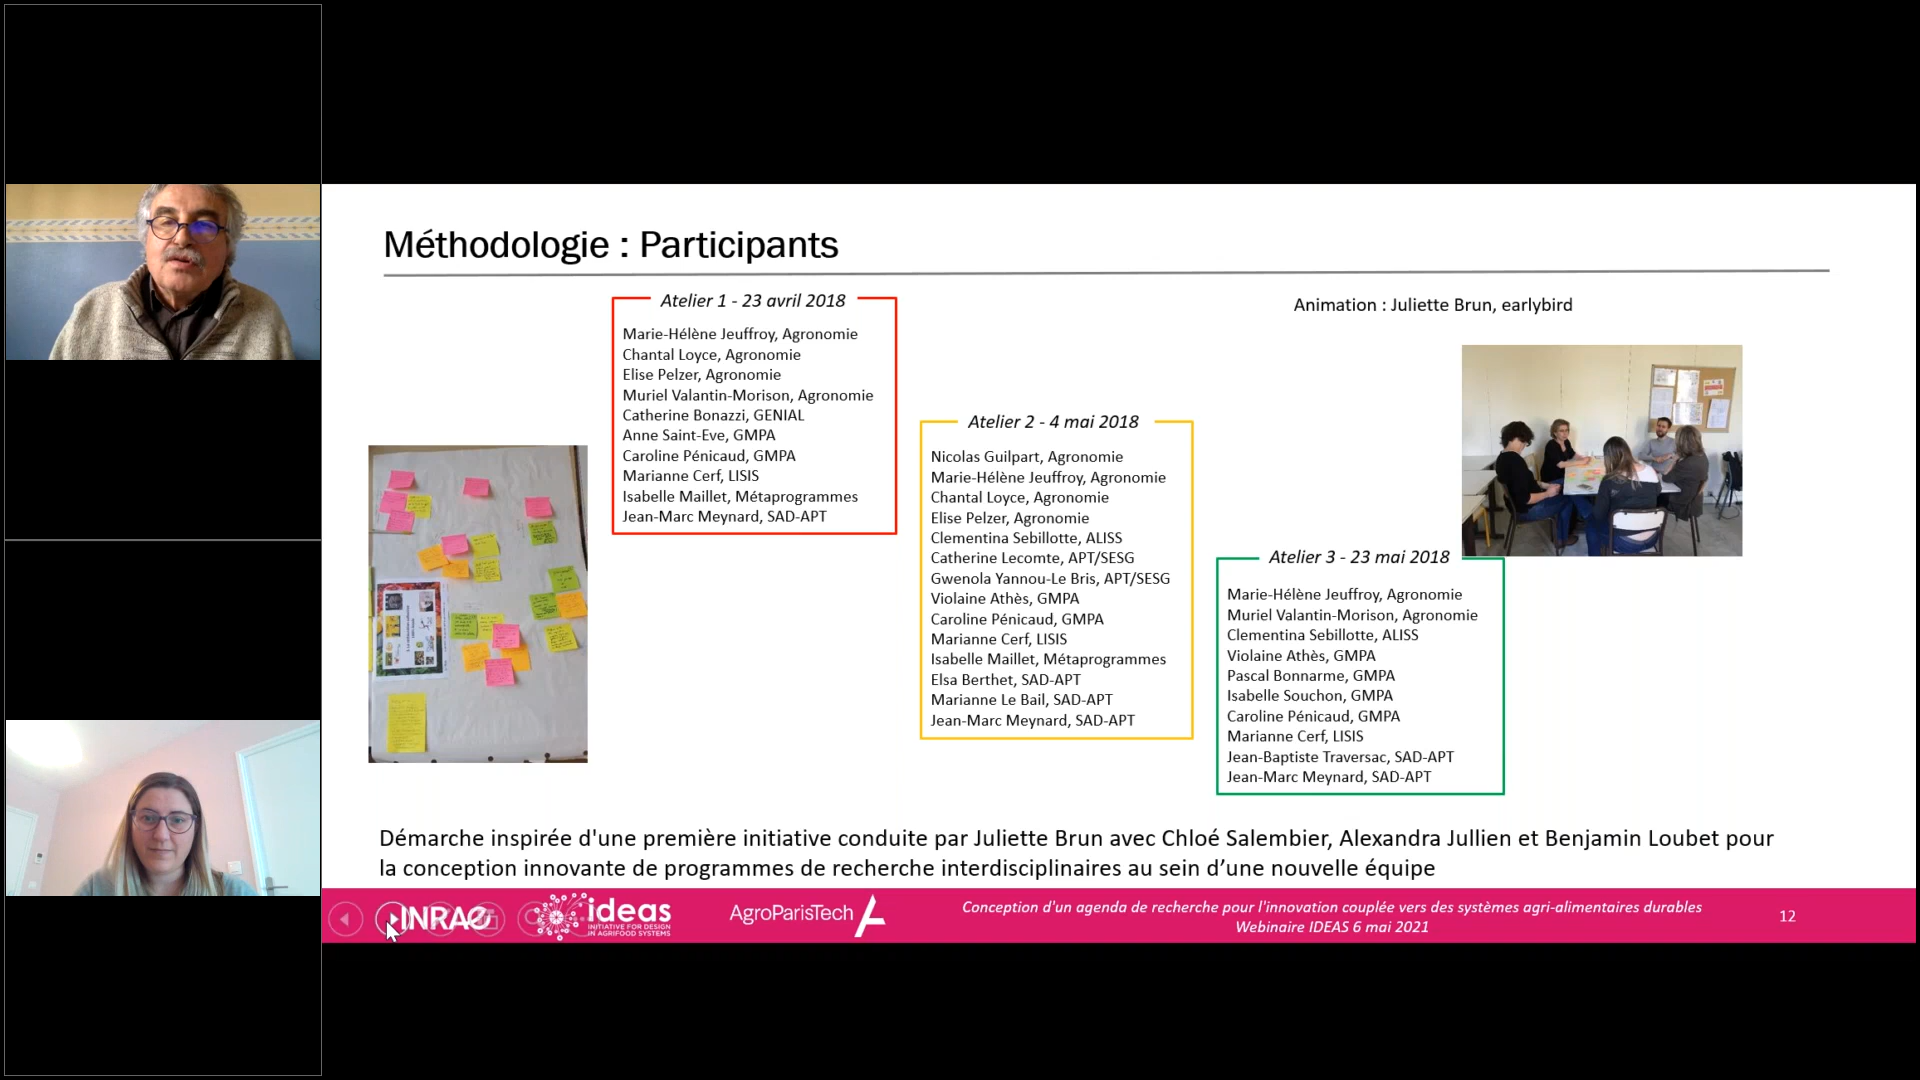 Méthodologie : Participants
Atelier 1 - 23 avril 2018
Marie-Hélène Jeuffroy, Agronomie
Chantal Loyce, Agronomie
Elise Pelzer, Agronomie
Muriel Valantin-Morison, Agronomie
Catherine Bonazzi, GENIAL
Anne Saint-Eve, GMPA
Caroline Pénicaud, GMPA
Marianne Cerf, LISIS
Isabelle Maillet, Métaprogrammes
Jean-Marc Meynard, SAD-APT
Animation : Juliette Brun, earlybird
Atelier 2 - 4 mai 2018
Nicolas Guilpart, Agronomie
Marie-Hélène Jeuffroy, Agronomie
Chantal Loyce, Agronomie
Elise Pelzer, Agronomie
Clementina Sebillotte, ALISS
Catherine Lecomte, APT/SESG
Gwenola Yannou-Le Bris, APT/SESG
Violaine Athès, GMPA
Caroline Pénicaud, GMPA
Marianne Cerf, LISIS
Isabelle Maillet, Métaprogrammes
Elsa Berthet, SAD-APT
Marianne Le Bail, SAD-APT
Jean-Marc Meynard, SAD-APT
Atelier 3 - 23 mai 2018
Marie-Hélène Jeuffroy, Agronomie
Muriel Valantin-Morison, Agronomie
Clementina Sebillotte, ALISS
Violaine Athès, GMPA
Pascal Bonnarme, GMPA
Isabelle Souchon, GMPA
Caroline Pénicaud, GMPA
Marianne Cerf, LISIS
Jean-Baptiste Traversac, SAD-APT
Jean-Marc Meynard, SAD-APT
Démarche inspirée d'une première initiative conduite par Juliette Brun avec Chloé Salembier, Alexandra Jullien et Benjamin Loubet pour
la conception innovante de programmes de recherche interdisciplinaires au sein d’une nouvelle équipe
INRAE
ideas
INITIATIVE FOR DESIGN
IN AGRIFOOD SYSTEMS
AgroParisTech
Conception d'un agenda de recherche pour l'innovation couplée vers des systèmes agri-alimentaires durables
Webinaire IDEAS 6 mai 2021
12